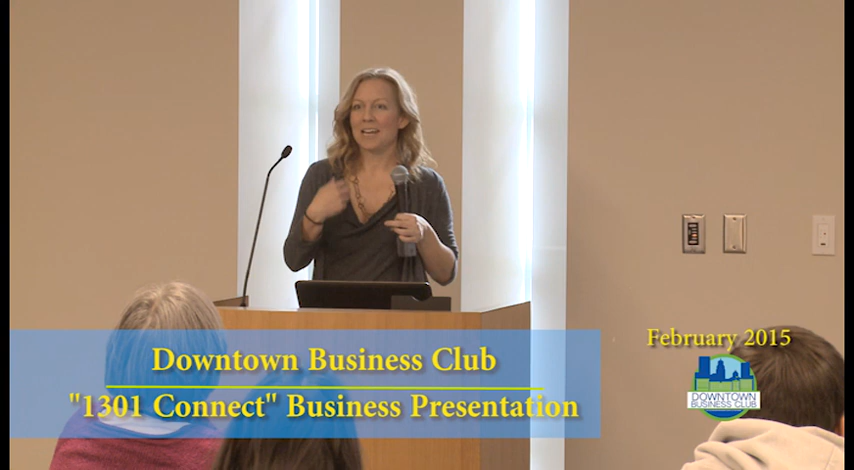 Downtown Business Club
"1301 Connect" Business Presentation
February 2015
DOWNTOWN
BUSINESS CLUB